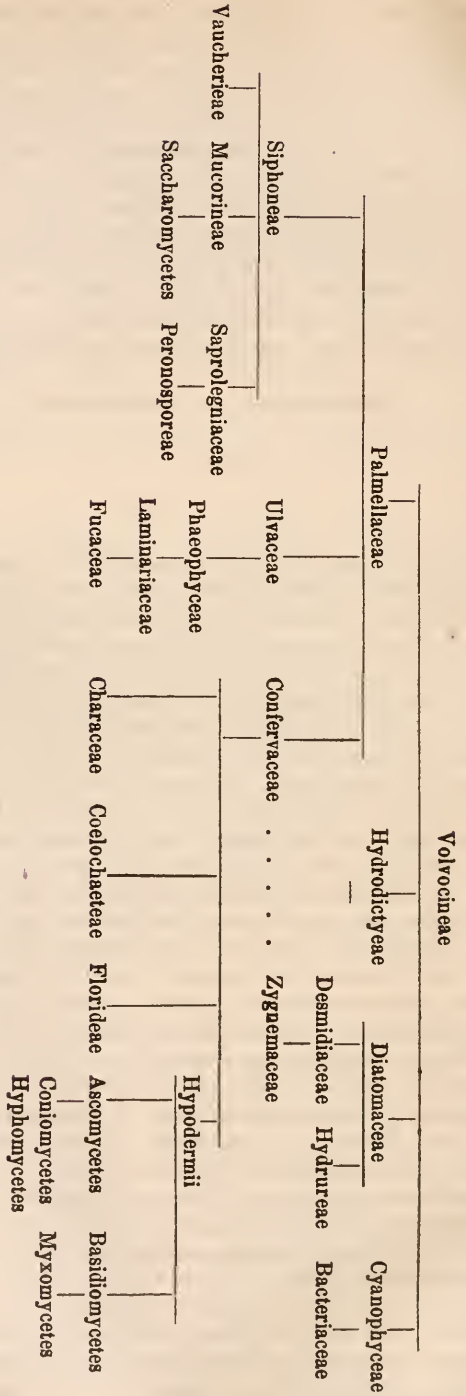 Volvocineae
Palmellaceae Hydrodictyeae Diatomaceae Cyanophyceae
Desmidiaceae Hydrureae Bacteriaceae
Siphoneae Ulvaceae Confervaceae . . . . . Zygnemaceae
Vaucherieae Mucorineae Saprolegniaceae Phaeophyceae Hypodermii
Saccharomycetes Peronosporeae Laminariaceae
Fucaceae Characeae Coelochaeteae Florideae Ascomycetes Basidiomycetes
Coniomycetes Myxomycetes
Hyphomycetes